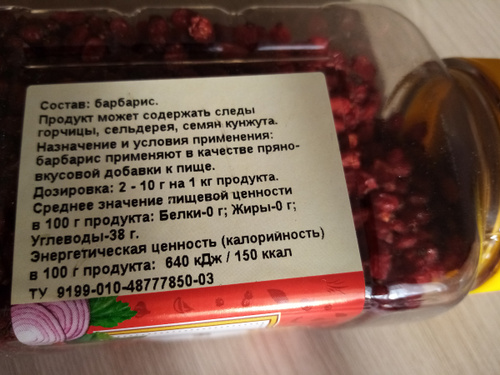 Состав: барбарис.
Продукт может содержать следы
горчицы, сельдерея, семян кунжута.
Назначение и условия применения:
барбарис применяют в качестве пряно-
вкусовой добавки к пище.
Дозировка: 2 - 10 г на 1 кг продукта.
Среднее значение пищевой ценности
в 100 г продукта: Белки-0 г; Жиры-0 г;
Углеводы-38 г.
Энергетическая ценность (калорийность)
в 100 г продукта: 640 кДж / 150 ккал
ТУ 9199-010-48777850-03